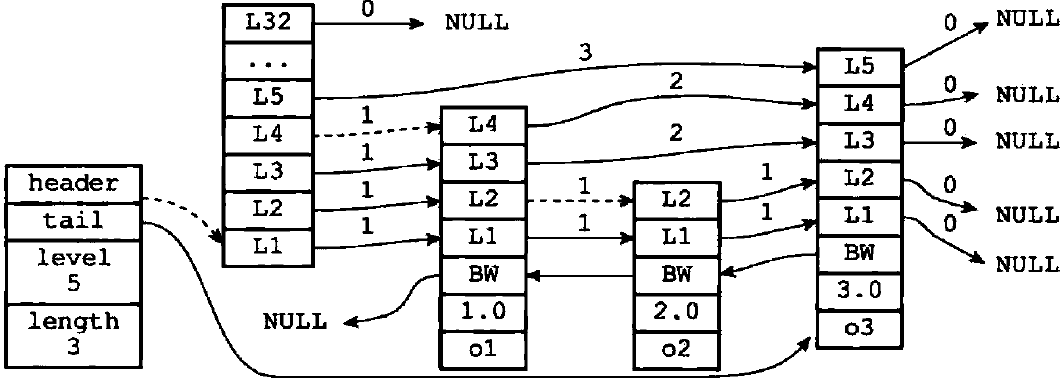 header
tail
level
5
length
3
L32
...
L5
L4
L3
L2
L1
0
NULL
3
1
1
1
1
L4
L3
L2
L1
BW
1.0
o1
NULL
2
2
1
1
L2
L1
BW
2.0
o2
1
1
L5
L4
L3
L2
L1
BW
3.0
o3
0
NULL
0
NULL
0
NULL
0
NULL
0
NULL